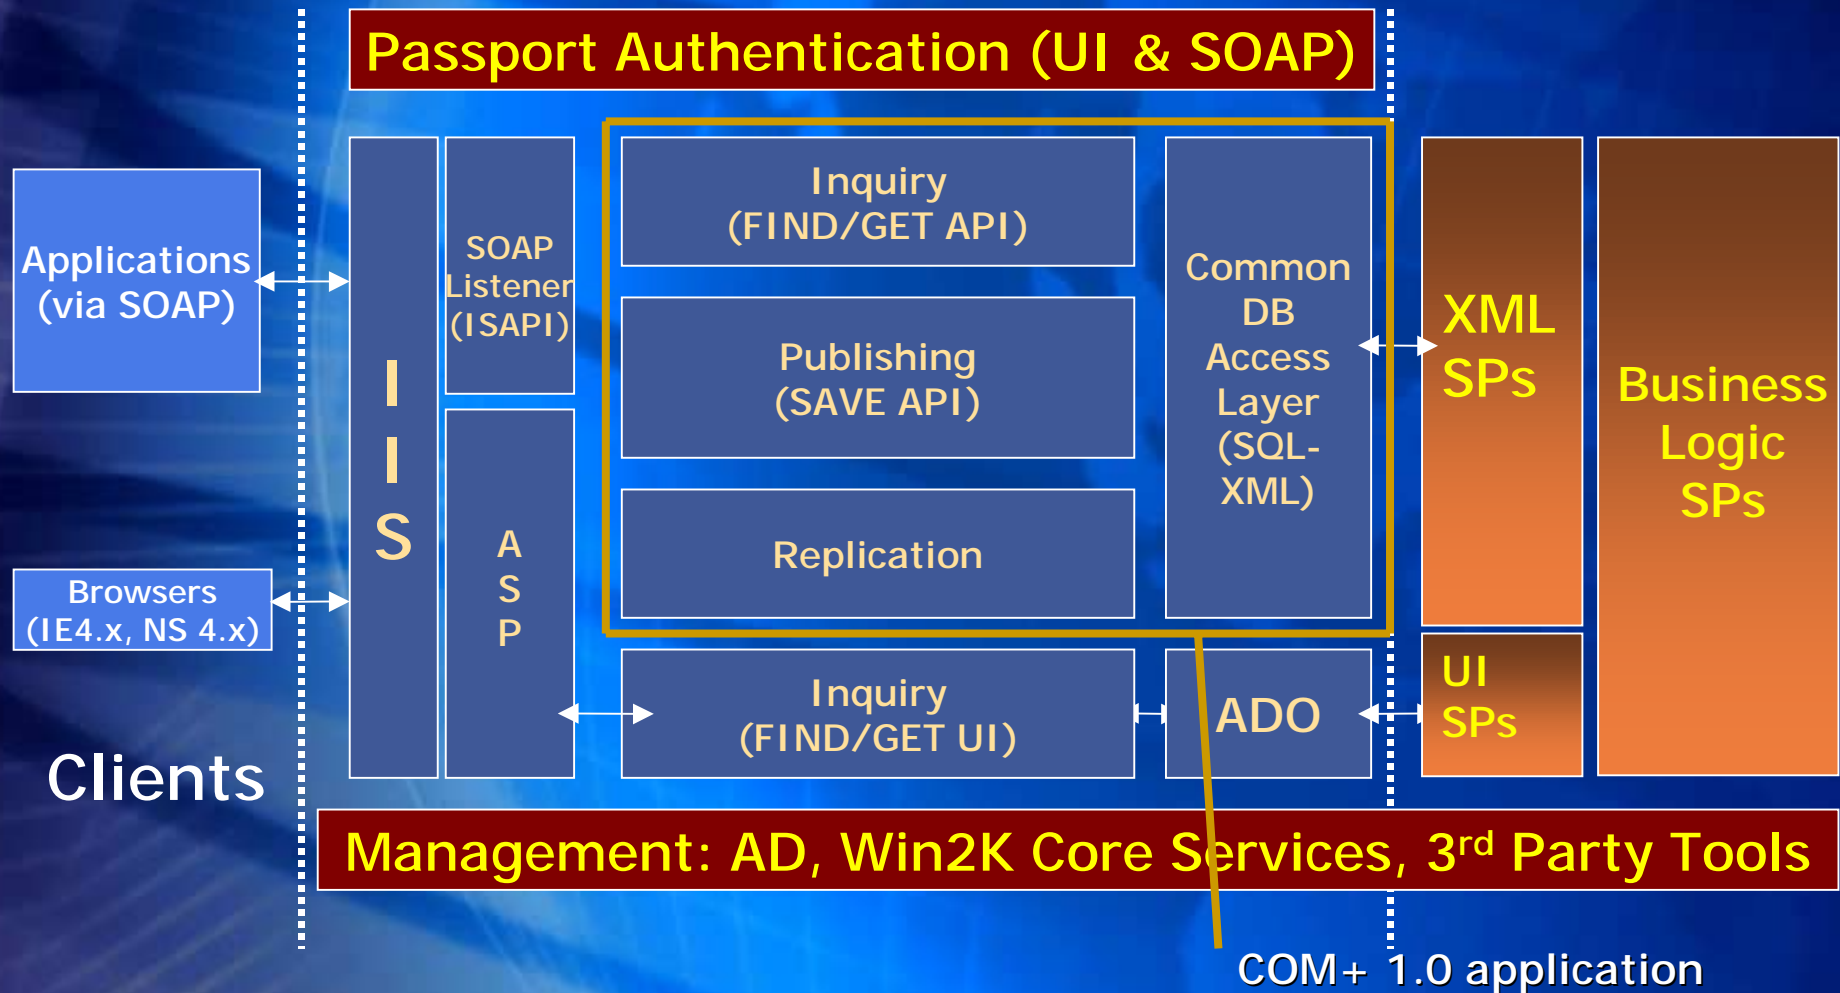 Passport Authentication (UI & SOAP)
Applications
(via SOAP)
Browsers
(IE4.x, NS 4.x)
Clients
I
I
S
SOAP
Listener
(ISAPI)
A
S
P
Inquiry
(FIND/GET API)
Publishing
(SAVE API)
Replication
Inquiry
(FIND/GET UI)
Common
DB
Access
Layer
(SQL-
XML)
ADO
XML
SPs
UI
SPs
Business
Logic
SPs
Management: AD, Win2K Core Services, 3rd Party Tools
COM+ 1.0 application